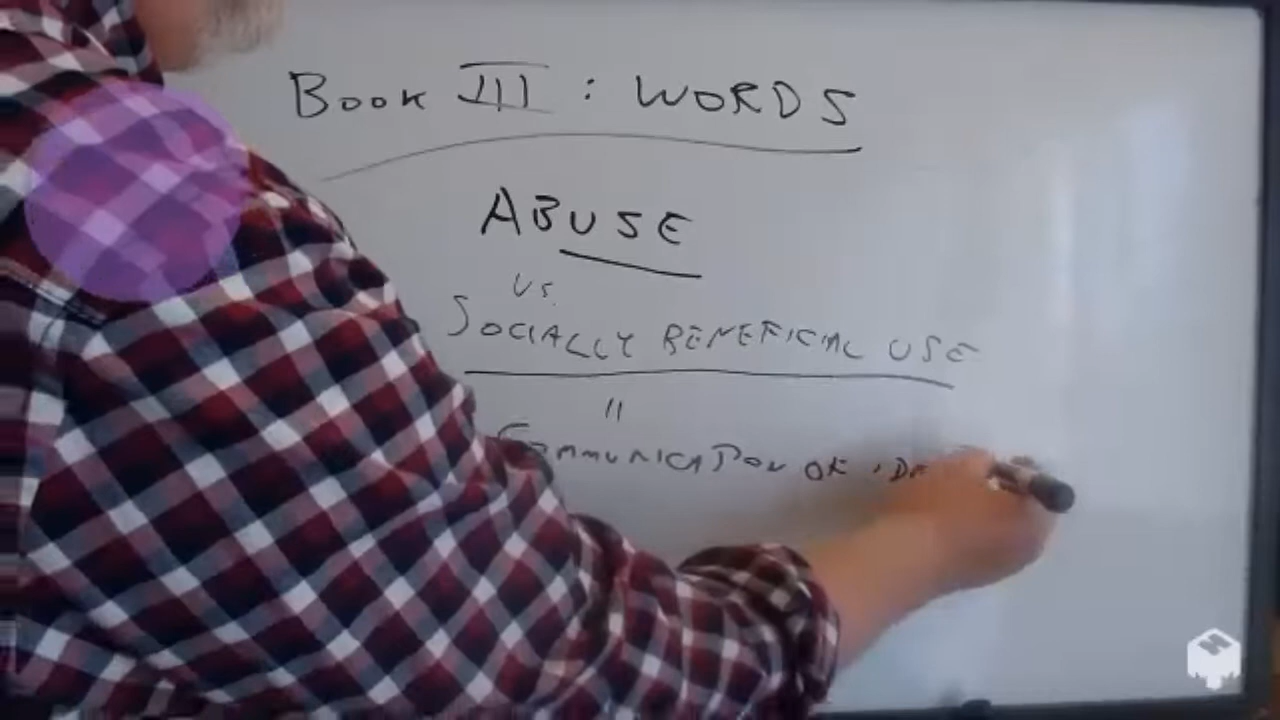 Book III : WORDS
ABUSE
vs.
SOCIALLY BENEFICIAL USE
"
COMMUNICATION OF